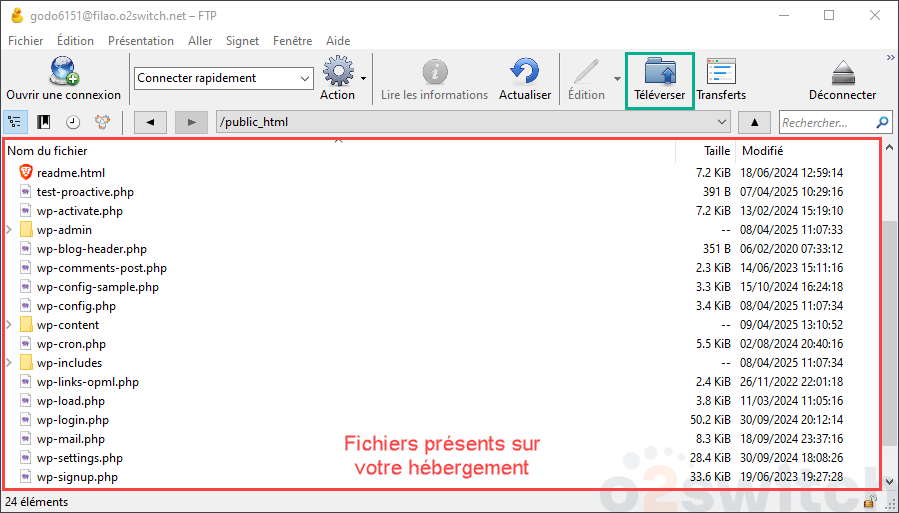 godo6151@filao.o2switch.net – FTP
Fichier Édition Présentation Aller Signet Fenêtre Aide
Ouvrir une connexion Connecter rapidement Action Lire les informations Actualiser Édition Téléverser Transferts Déconnecter
/public_html Rechercher...
Nom du fichier Taille Modifié
readme.html 7.2 KiB 18/06/2024 12:59:14
test-proactive.php 391 B 07/04/2025 10:29:16
wp-activate.php 7.2 KiB 13/02/2024 15:19:10
wp-admin -- 08/04/2025 11:07:33
wp-blog-header.php 351 B 06/02/2020 07:33:12
wp-comments-post.php 2.3 KiB 14/06/2023 15:11:16
wp-config-sample.php 3.3 KiB 15/10/2024 16:24:18
wp-config.php 3.4 KiB 08/04/2025 11:07:34
wp-content -- 09/04/2025 13:10:52
wp-cron.php 5.5 KiB 02/08/2024 20:40:16
wp-includes -- 08/04/2025 11:07:34
wp-links-opml.php 2.4 KiB 26/11/2022 22:01:18
wp-load.php 3.8 KiB 11/03/2024 11:05:16
wp-login.php 50.2 KiB 30/09/2024 20:12:14
wp-mail.php 8.3 KiB 18/09/2024 23:37:16
wp-settings.php 28.4 KiB 30/09/2024 18:08:26
wp-signup.php 33.6 KiB 19/06/2023 19:27:28
Fichiers présents sur
votre hébergement
o2switch
24 éléments